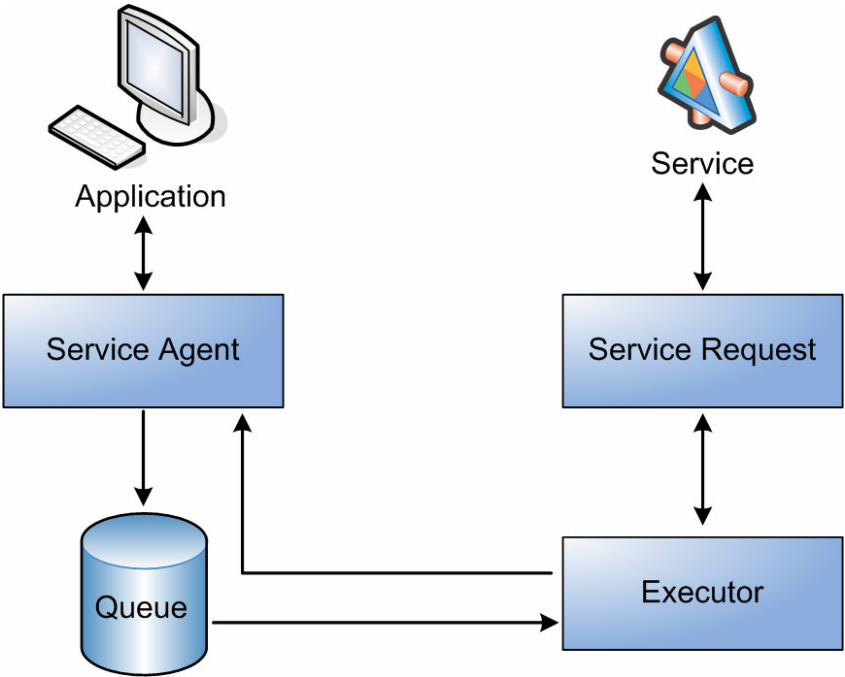 Service
Application
Service Agent
Service Request
Executor
Queue